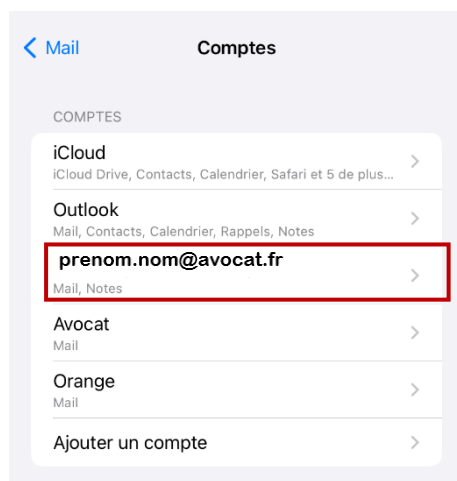 Mail
Comptes
COMPTES
iCloud
iCloud Drive, Contacts, Calendrier, Safari et 5 de plus...
Outlook
Mail, Contacts, Calendrier, Rappels, Notes
prenom.nom@avocat.fr
Mail, Notes
Avocat
Mail
Orange
Mail
Ajouter un compte